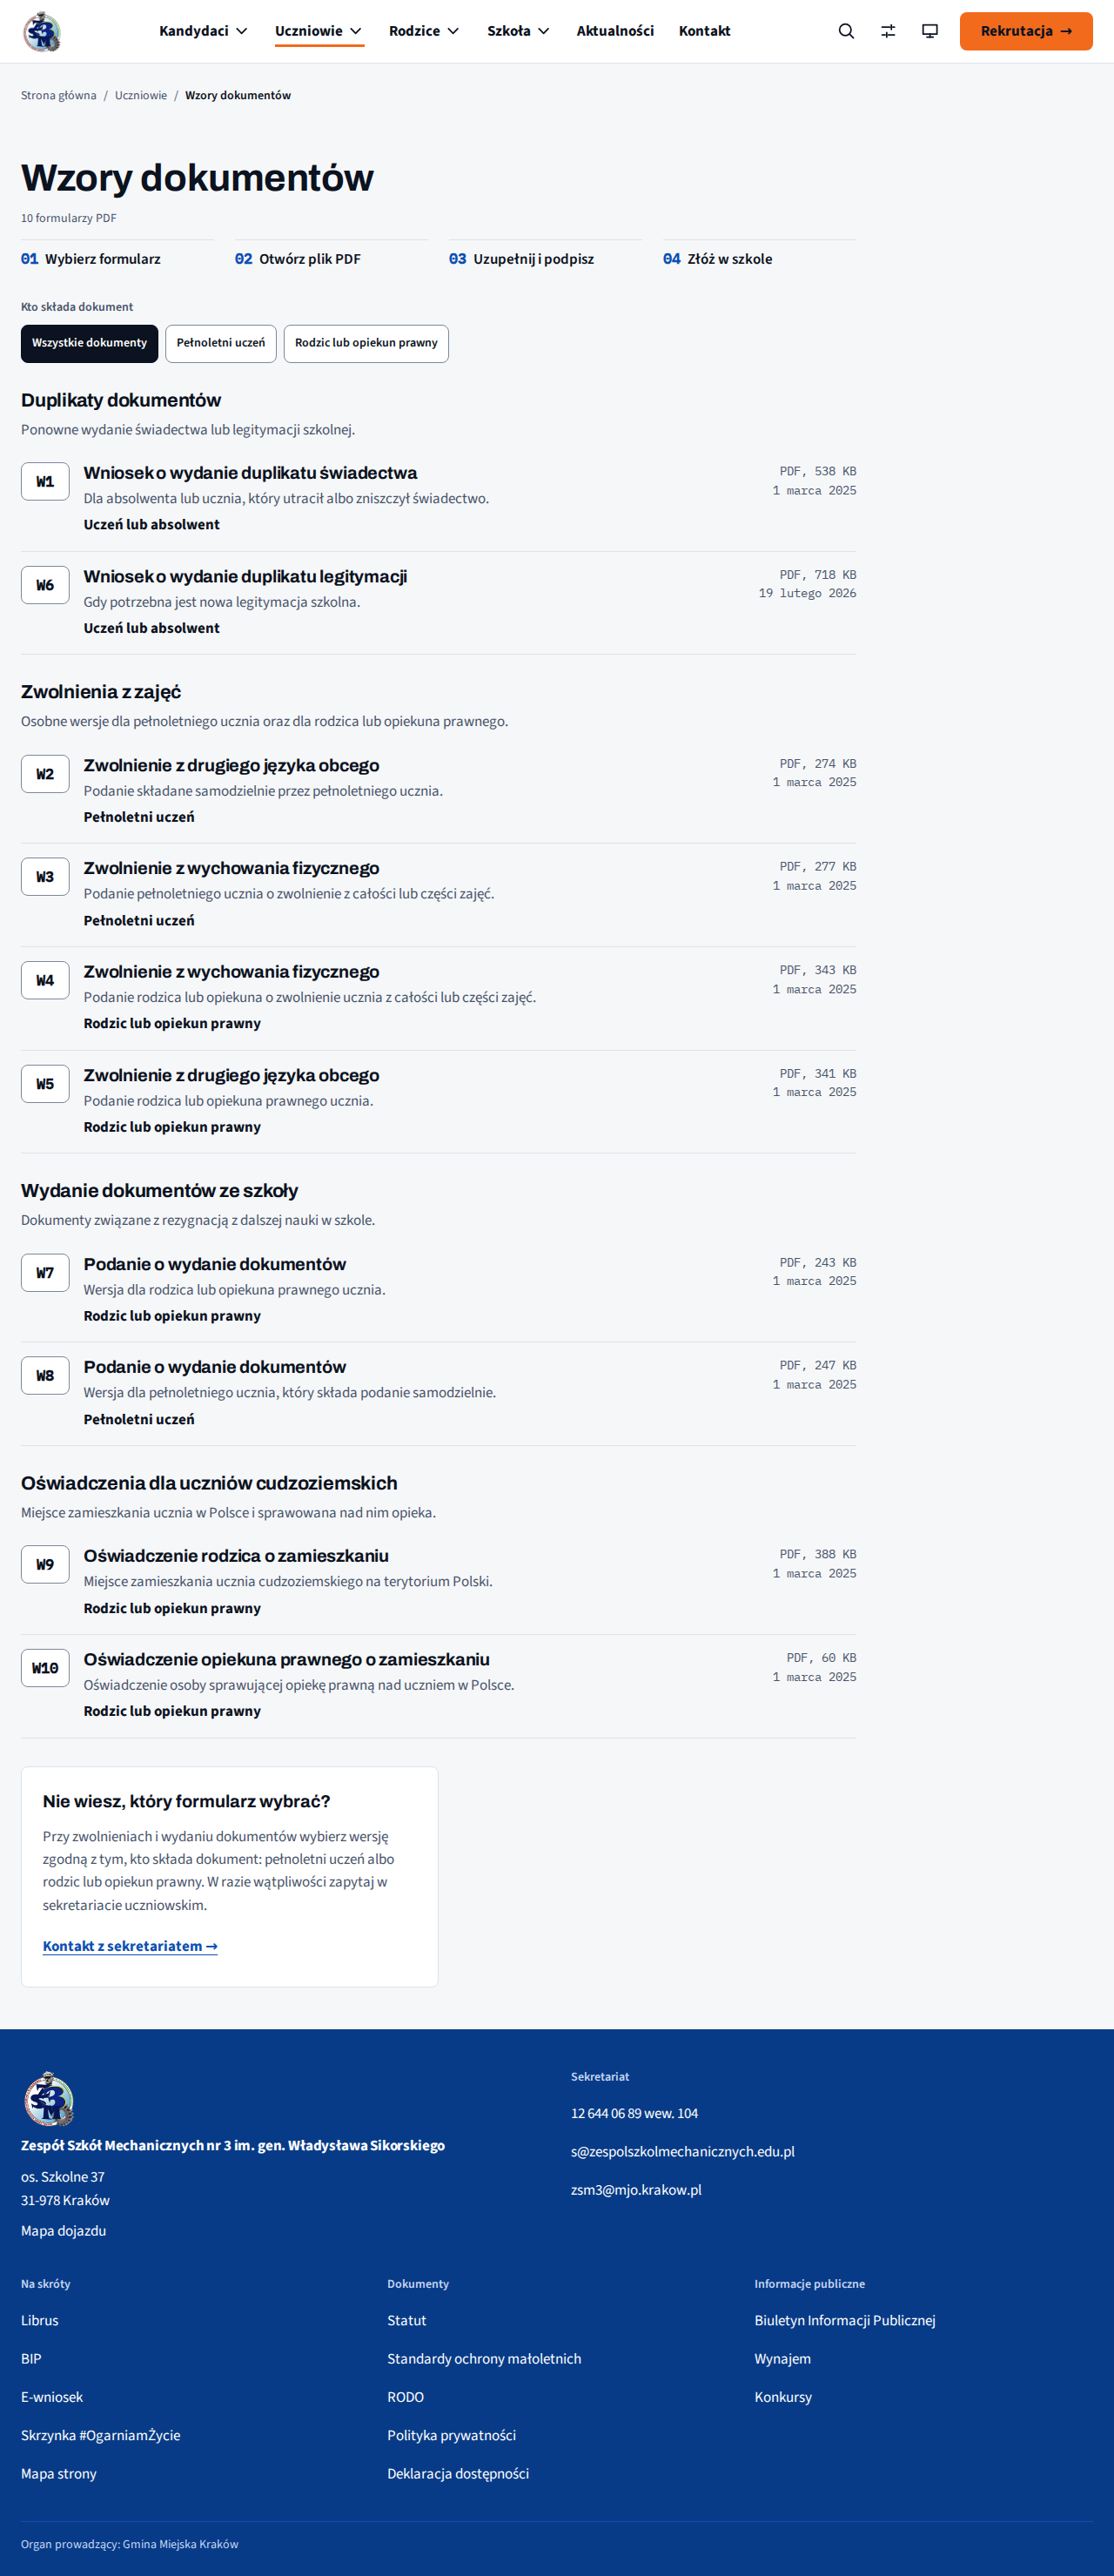 Kandydaci
Uczniowie
Rodzice
Szkoła
Aktualności
Kontakt
Rekrutacja →
Strona główna / Uczniowie / Wzory dokumentów
Wzory dokumentów
10 formularzy PDF
01 Wybierz formularz
02 Otwórz plik PDF
03 Uzupełnij i podpisz
04 Złóż w szkole
Kto składa dokument
Wszystkie dokumenty
Pełnoletni uczeń
Rodzic lub opiekun prawny
Duplikaty dokumentów
Ponowne wydanie świadectwa lub legitymacji szkolnej.
W1
Wniosek o wydanie duplikatu świadectwa
Dla absolwenta lub ucznia, który utracił albo zniszczył świadectwo.
Uczeń lub absolwent
PDF, 538 KB
1 marca 2025
W6
Wniosek o wydanie duplikatu legitymacji
Gdy potrzebna jest nowa legitymacja szkolna.
Uczeń lub absolwent
PDF, 718 KB
19 lutego 2026
Zwolnienia z zajęć
Osobne wersje dla pełnoletniego ucznia oraz dla rodzica lub opiekuna prawnego.
W2
Zwolnienie z drugiego języka obcego
Podanie składane samodzielnie przez pełnoletniego ucznia.
Pełnoletni uczeń
PDF, 274 KB
1 marca 2025
W3
Zwolnienie z wychowania fizycznego
Podanie pełnoletniego ucznia o zwolnienie z całości lub części zajęć.
Pełnoletni uczeń
PDF, 277 KB
1 marca 2025
W4
Zwolnienie z wychowania fizycznego
Podanie rodzica lub opiekuna o zwolnienie ucznia z całości lub części zajęć.
Rodzic lub opiekun prawny
PDF, 343 KB
1 marca 2025
W5
Zwolnienie z drugiego języka obcego
Podanie rodzica lub opiekuna prawnego ucznia.
Rodzic lub opiekun prawny
PDF, 341 KB
1 marca 2025
Wydanie dokumentów ze szkoły
Dokumenty związane z rezygnacją z dalszej nauki w szkole.
W7
Podanie o wydanie dokumentów
Wersja dla rodzica lub opiekuna prawnego ucznia.
Rodzic lub opiekun prawny
PDF, 243 KB
1 marca 2025
W8
Podanie o wydanie dokumentów
Wersja dla pełnoletniego ucznia, który składa podanie samodzielnie.
Pełnoletni uczeń
PDF, 247 KB
1 marca 2025
Oświadczenia dla uczniów cudzoziemskich
Miejsce zamieszkania ucznia w Polsce i sprawowana nad nim opieka.
W9
Oświadczenie rodzica o zamieszkaniu
Miejsce zamieszkania ucznia cudzoziemskiego na terytorium Polski.
Rodzic lub opiekun prawny
PDF, 388 KB
1 marca 2025
W10
Oświadczenie opiekuna prawnego o zamieszkaniu
Oświadczenie osoby sprawującej opiekę prawną nad uczniem w Polsce.
Rodzic lub opiekun prawny
PDF, 60 KB
1 marca 2025
Nie wiesz, który formularz wybrać?
Przy zwolnieniach i wydaniu dokumentów wybierz wersję
zgodną z tym, kto składa dokument: pełnoletni uczeń albo
rodzic lub opiekun prawny. W razie wątpliwości zapytaj w
sekretariacie uczniowskim.
Kontakt z sekretariatem →
Zespół Szkół Mechanicznych nr 3 im. gen. Władysława Sikorskiego
os. Szkolne 37
31-978 Kraków
Mapa dojazdu
Sekretariat
12 644 06 89 wew. 104
s@zespolszkolmechanicznych.edu.pl
zsm3@mjo.krakow.pl
Na skróty
Librus
BIP
E-wniosek
Skrzynka #OgarniamŻycie
Mapa strony
Dokumenty
Statut
Standardy ochrony małoletnich
RODO
Polityka prywatności
Deklaracja dostępności
Informacje publiczne
Biuletyn Informacji Publicznej
Wynajem
Konkursy
Organ prowadzący: Gmina Miejska Kraków